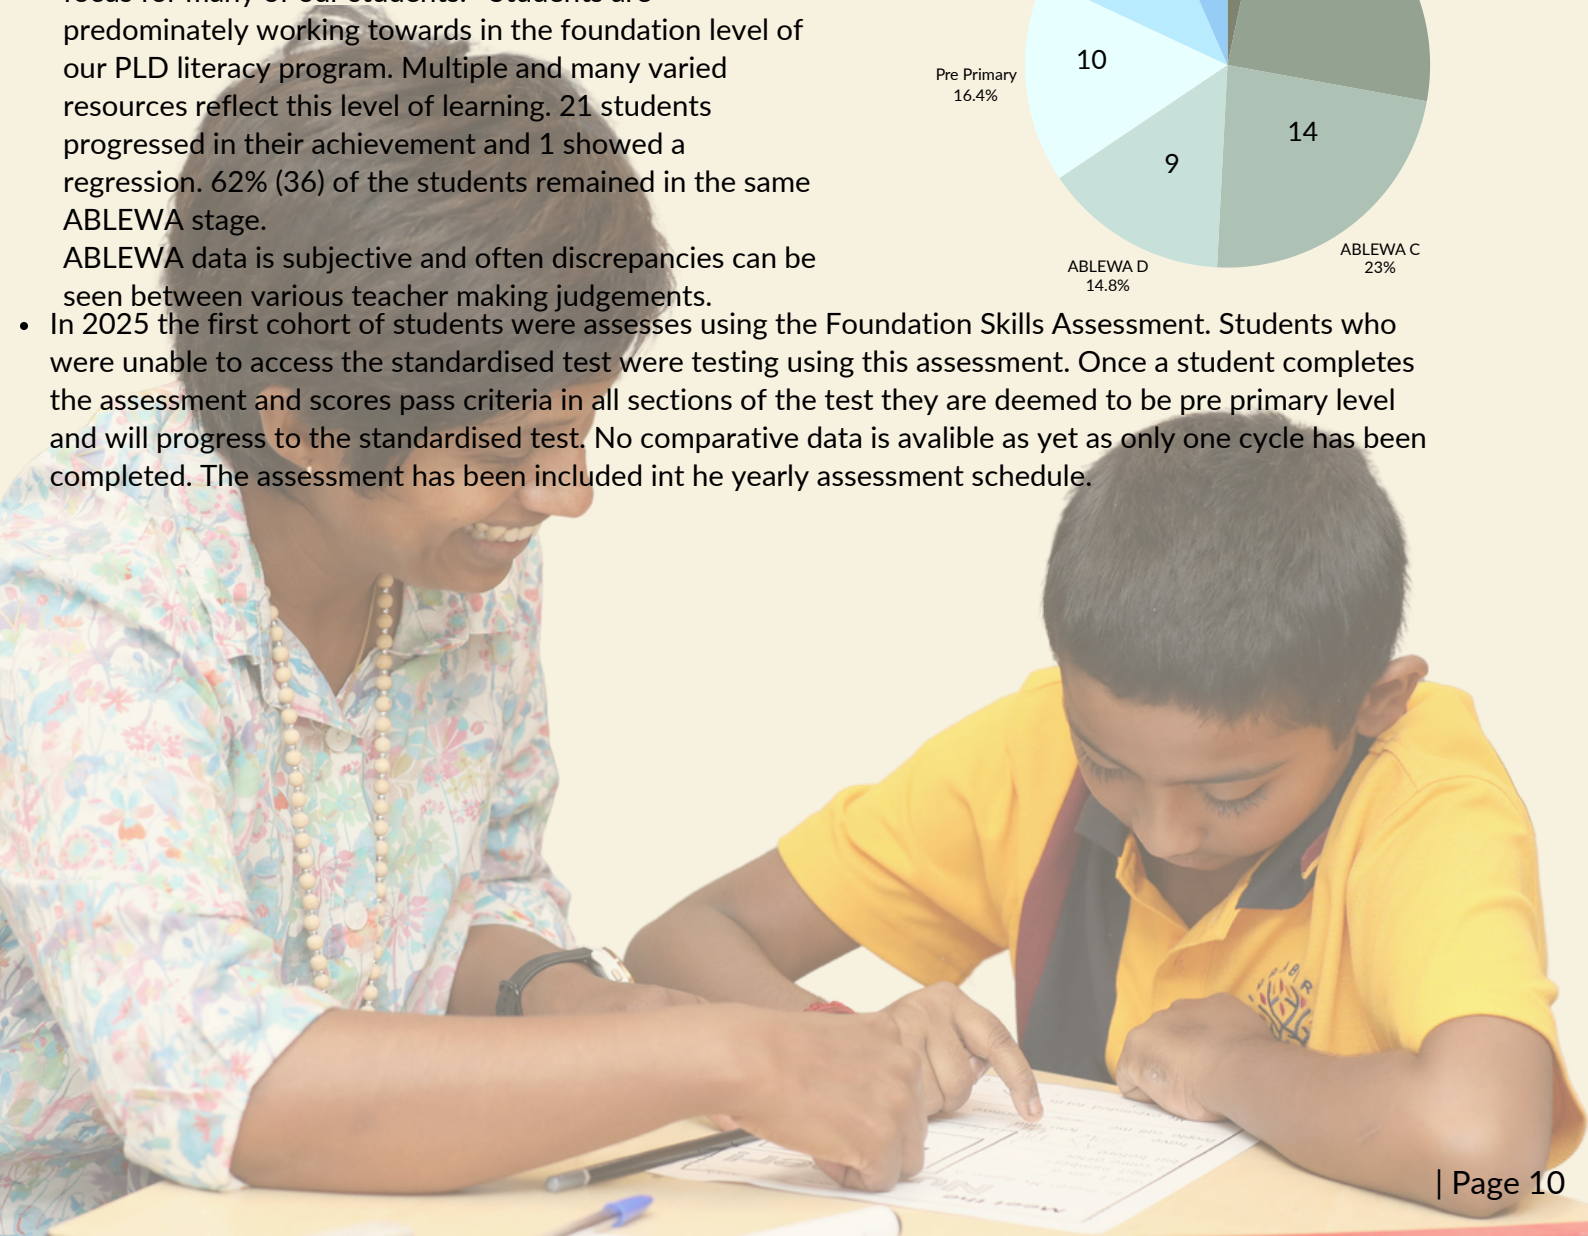 predominately working towards in the foundation level of
our PLD literacy program. Multiple and many varied
resources reflect this level of learning. 21 students
progressed in their achievement and 1 showed a
regression. 62% (36) of the students remained in the same
ABLEWA stage.
ABLEWA data is subjective and often discrepancies can be
seen between various teacher making judgements.
10
Pre Primary
16.4%
14
9
ABLEWA C
23%
ABLEWA D
14.8%
• In 2025 the first cohort of students were assesses using the Foundation Skills Assessment. Students who
were unable to access the standardised test were testing using this assessment. Once a student completes
the assessment and scores pass criteria in all sections of the test they are deemed to be pre primary level
and will progress to the standardised test. No comparative data is avalible as yet as only one cycle has been
completed. The assessment has been included int he yearly assessment schedule.
| Page 10